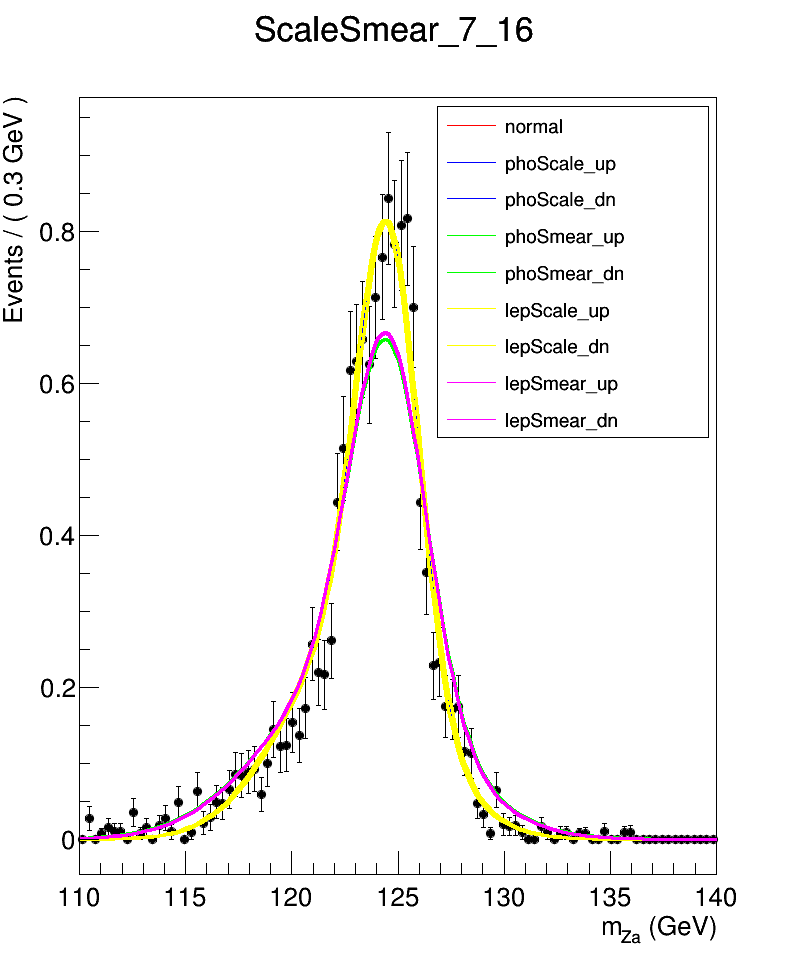 ScaleSmear_7_16
Events / ( 0.3 GeV )
0.8
0.6
0.4
0.2
0
normal
phoScale_up
phoScale_dn
phoSmear_up
phoSmear_dn
lepScale_up
lepScale_dn
lepSmear_up
lepSmear_dn
110 115 120 125 130 135 140
m_Za (GeV)